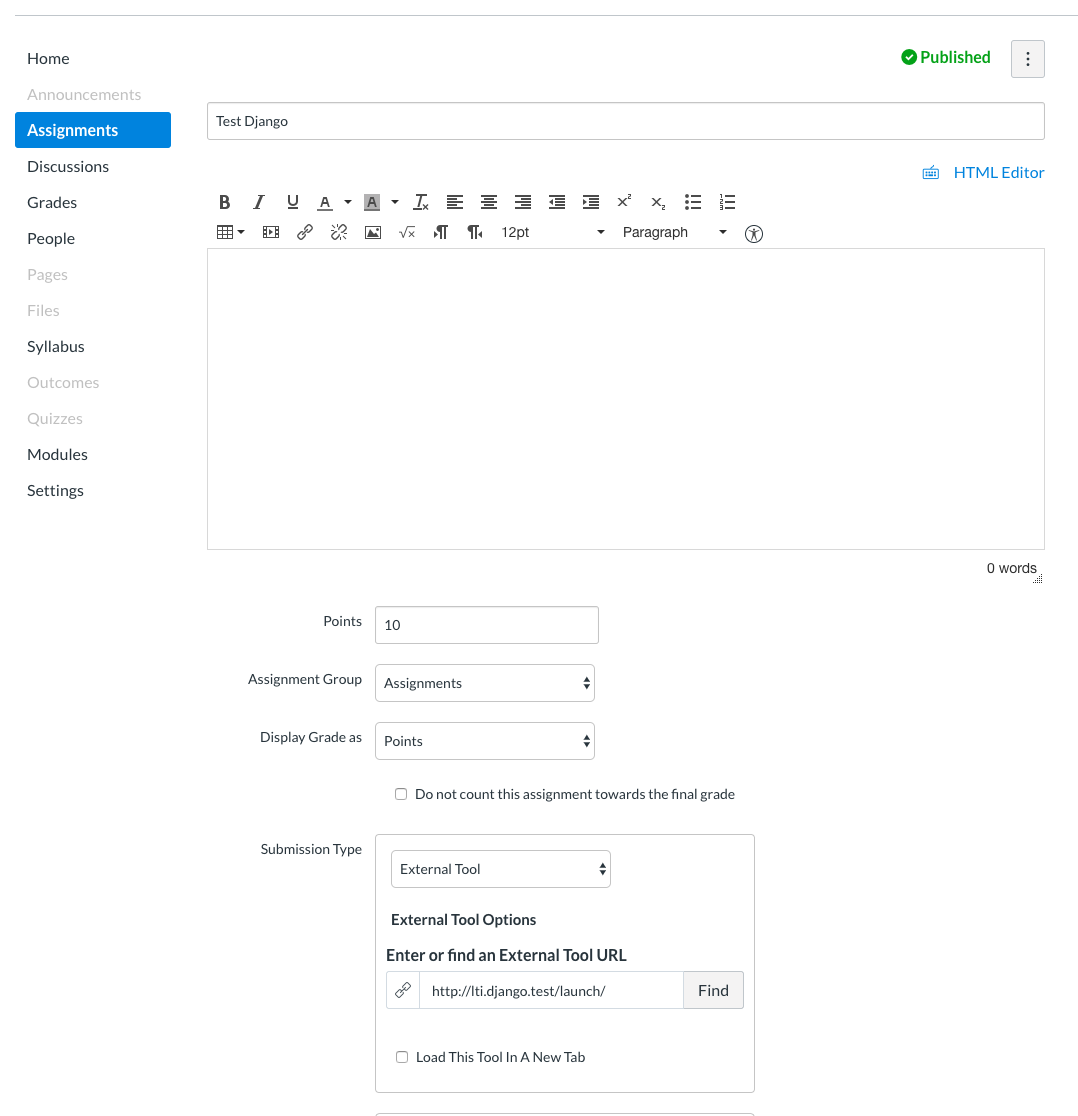 Home
Announcements
Assignments
Discussions
Grades
People
Pages
Files
Syllabus
Outcomes
Quizzes
Modules
Settings
Published
Test Django
HTML Editor
B I U A A Tx x² x₂
√x 12pt Paragraph
0 words
Points 10
Assignment Group Assignments
Display Grade as Points
Do not count this assignment towards the final grade
Submission Type
External Tool
External Tool Options
Enter or find an External Tool URL
http://lti.django.test/launch/ Find
Load This Tool In A New Tab